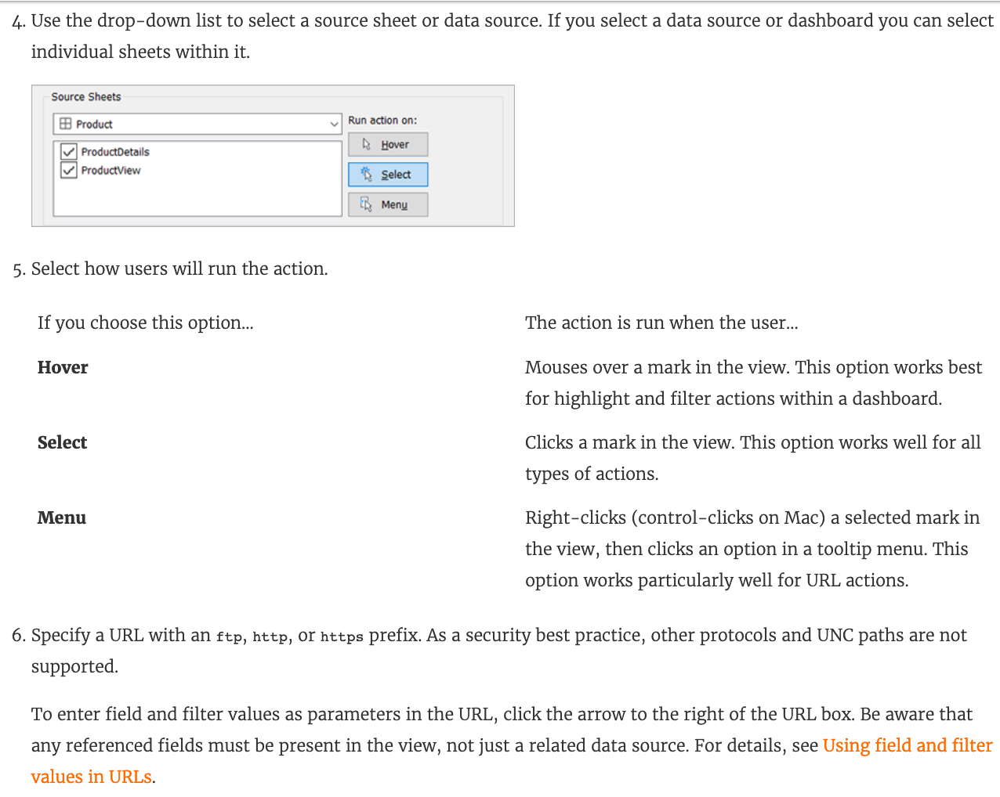 4. Use the drop-down list to select a source sheet or data source. If you select a data source or dashboard you can select
individual sheets within it.
Source Sheets
Product
Run action on:
ProductDetails
Hover
ProductView
Select
Menu
5. Select how users will run the action.
If you choose this option... The action is run when the user...
Hover Mouses over a mark in the view. This option works best
for highlight and filter actions within a dashboard.
Select Clicks a mark in the view. This option works well for all
types of actions.
Menu Right-clicks (control-clicks on Mac) a selected mark in
the view, then clicks an option in a tooltip menu. This
option works particularly well for URL actions.
6. Specify a URL with an ftp, http, or https prefix. As a security best practice, other protocols and UNC paths are not
supported.
To enter field and filter values as parameters in the URL, click the arrow to the right of the URL box. Be aware that
any referenced fields must be present in the view, not just a related data source. For details, see Using field and filter
values in URLs.